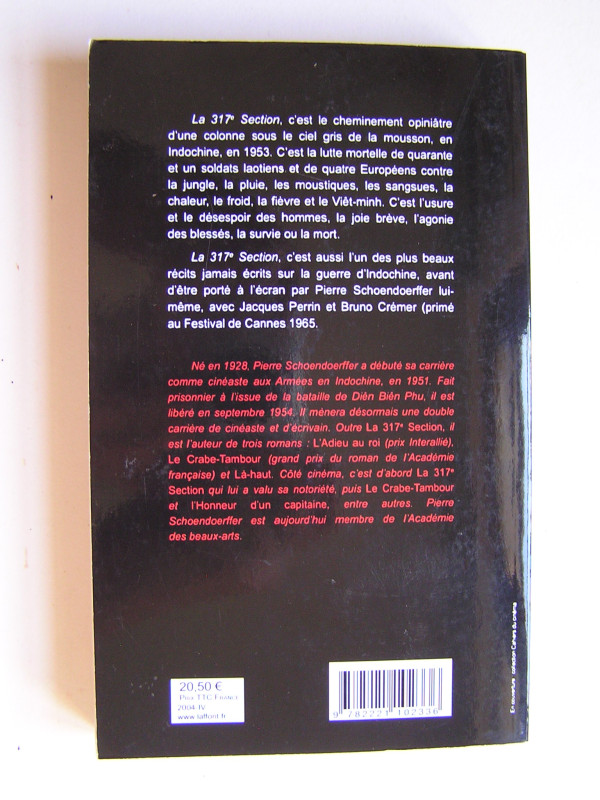 La 317e Section, c'est le cheminement opiniâtre
d'une colonne sous le ciel gris de la mousson, en
Indochine, en 1953. C'est la lutte mortelle de quarante
et un soldats laotiens et de quatre Européens contre
la jungle, la pluie, les moustiques, les sangsues, la
chaleur, le froid, la fièvre et le Viêt-minh. C'est l'usure
et le désespoir des hommes, la joie brève, l'agonie
des blessés, la survie ou la mort.
La 317e Section, c'est aussi l'un des plus beaux
récits jamais écrits sur la guerre d'Indochine, avant
d'être porté à l'écran par Pierre Schoendoerffer lui-
même, avec Jacques Perrin et Bruno Crémer (primé
au Festival de Cannes 1965.
Né en 1928, Pierre Schoendoerffer a débuté sa carrière
comme cinéaste aux Armées en Indochine, en 1951. Fait
prisonnier à l'issue de la bataille de Diên Biên Phu, il est
libéré en septembre 1954. Il mènera désormais une double
carrière de cinéaste et d'écrivain. Outre La 317e Section, il
est l'auteur de trois romans : L'Adieu au roi (prix Interallié),
Le Crabe-Tambour (grand prix du roman de l'Académie
française) et Là-haut. Côté cinéma, c'est d'abord La 317e
Section qui lui a valu sa notoriété, puis Le Crabe-Tambour
et l'Honneur d'un capitaine, entre autres. Pierre
Schoendoerffer est aujourd'hui membre de l'Académie
des beaux-arts.
En couverture : collection Cahiers du cinéma
20,50 €
Prix TTC France
2004-IV
www.laffont.fr
9 782221 102336